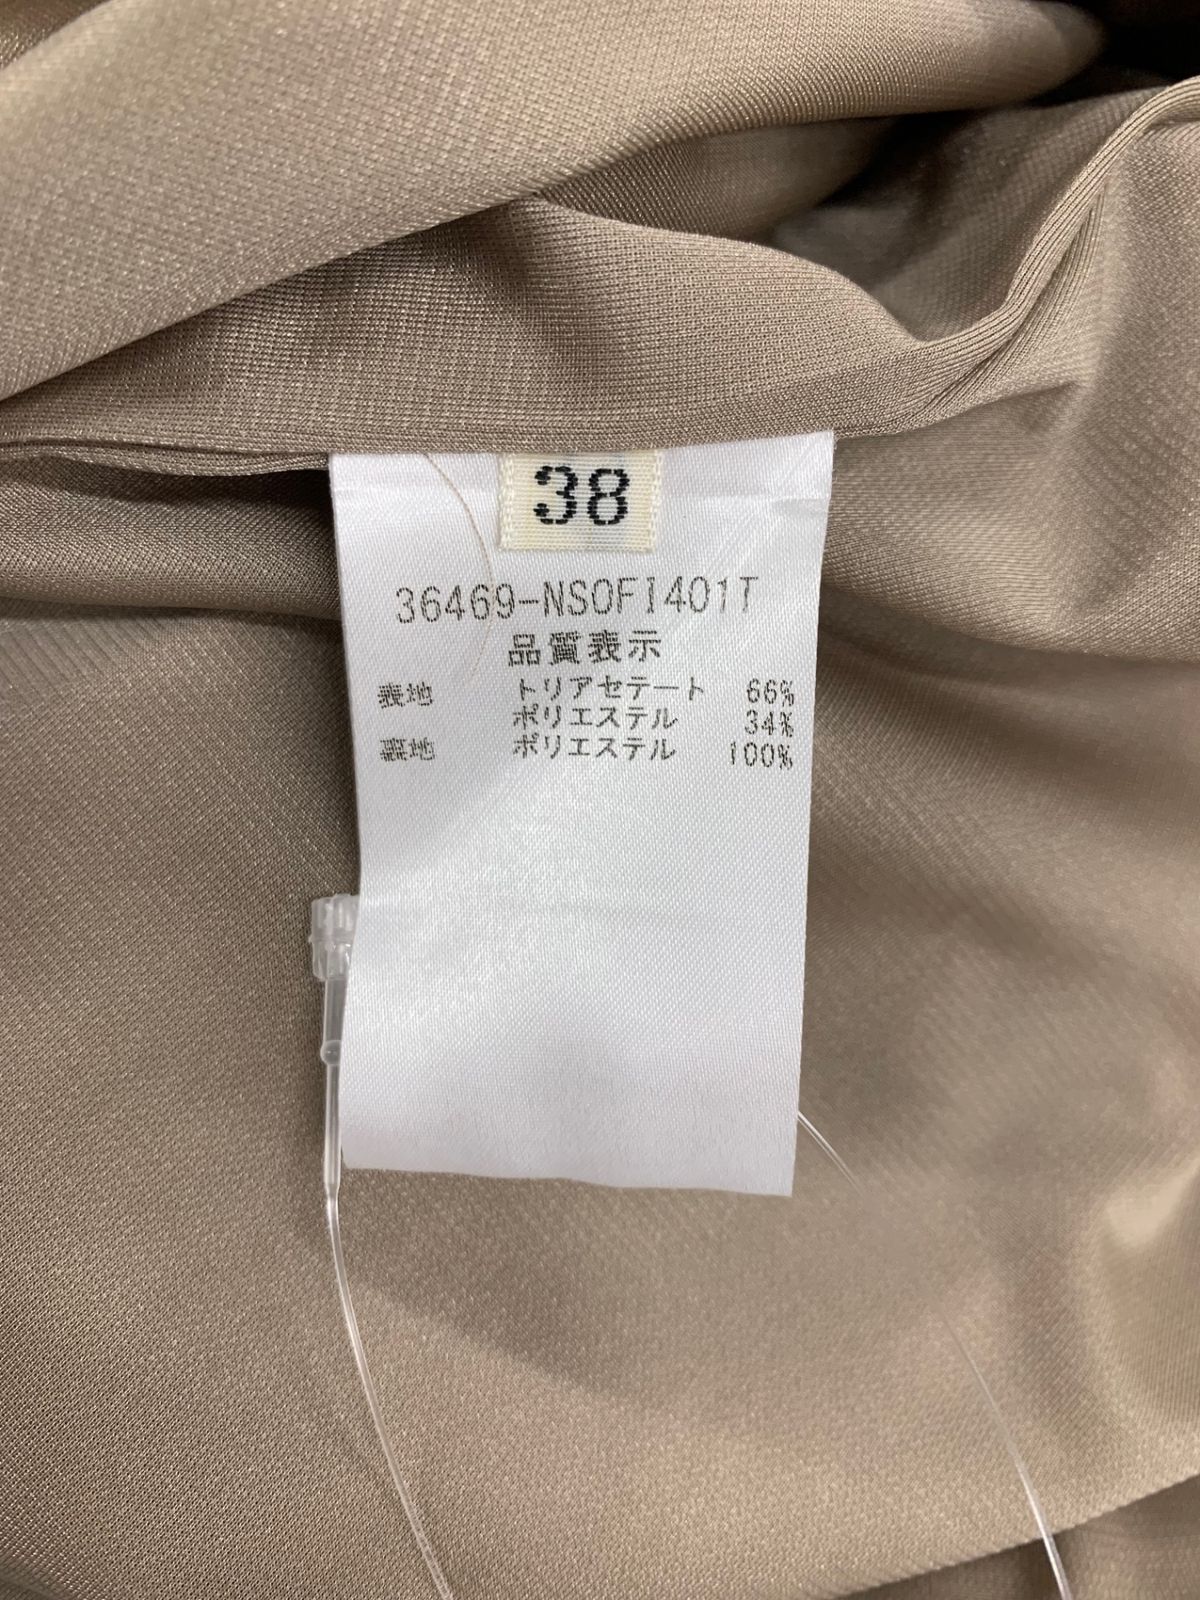 38
36469-NSOFI401T
品質表示
表地 トリアセテート 66%
ポリエステル 34%
裏地 ポリエステル 100%